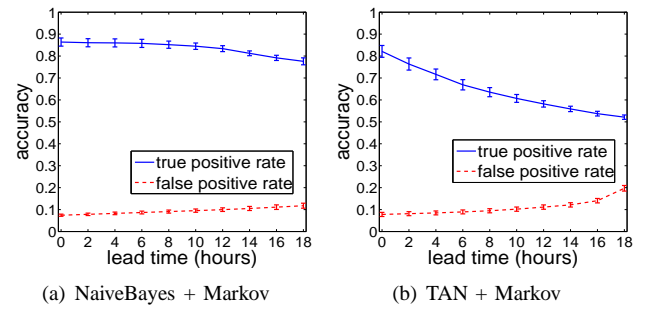 1
0.9
0.8
0.7
0.6
0.5
0.4
0.3
0.2
0.1
0
accuracy
true positive rate
false positive rate
0 2 4 6 8 10 12 14 16 18
lead time (hours)
(a) NaiveBayes + Markov
1
0.9
0.8
0.7
0.6
0.5
0.4
0.3
0.2
0.1
0
accuracy
true positive rate
false positive rate
0 2 4 6 8 10 12 14 16 18
lead time (hours)
(b) TAN + Markov